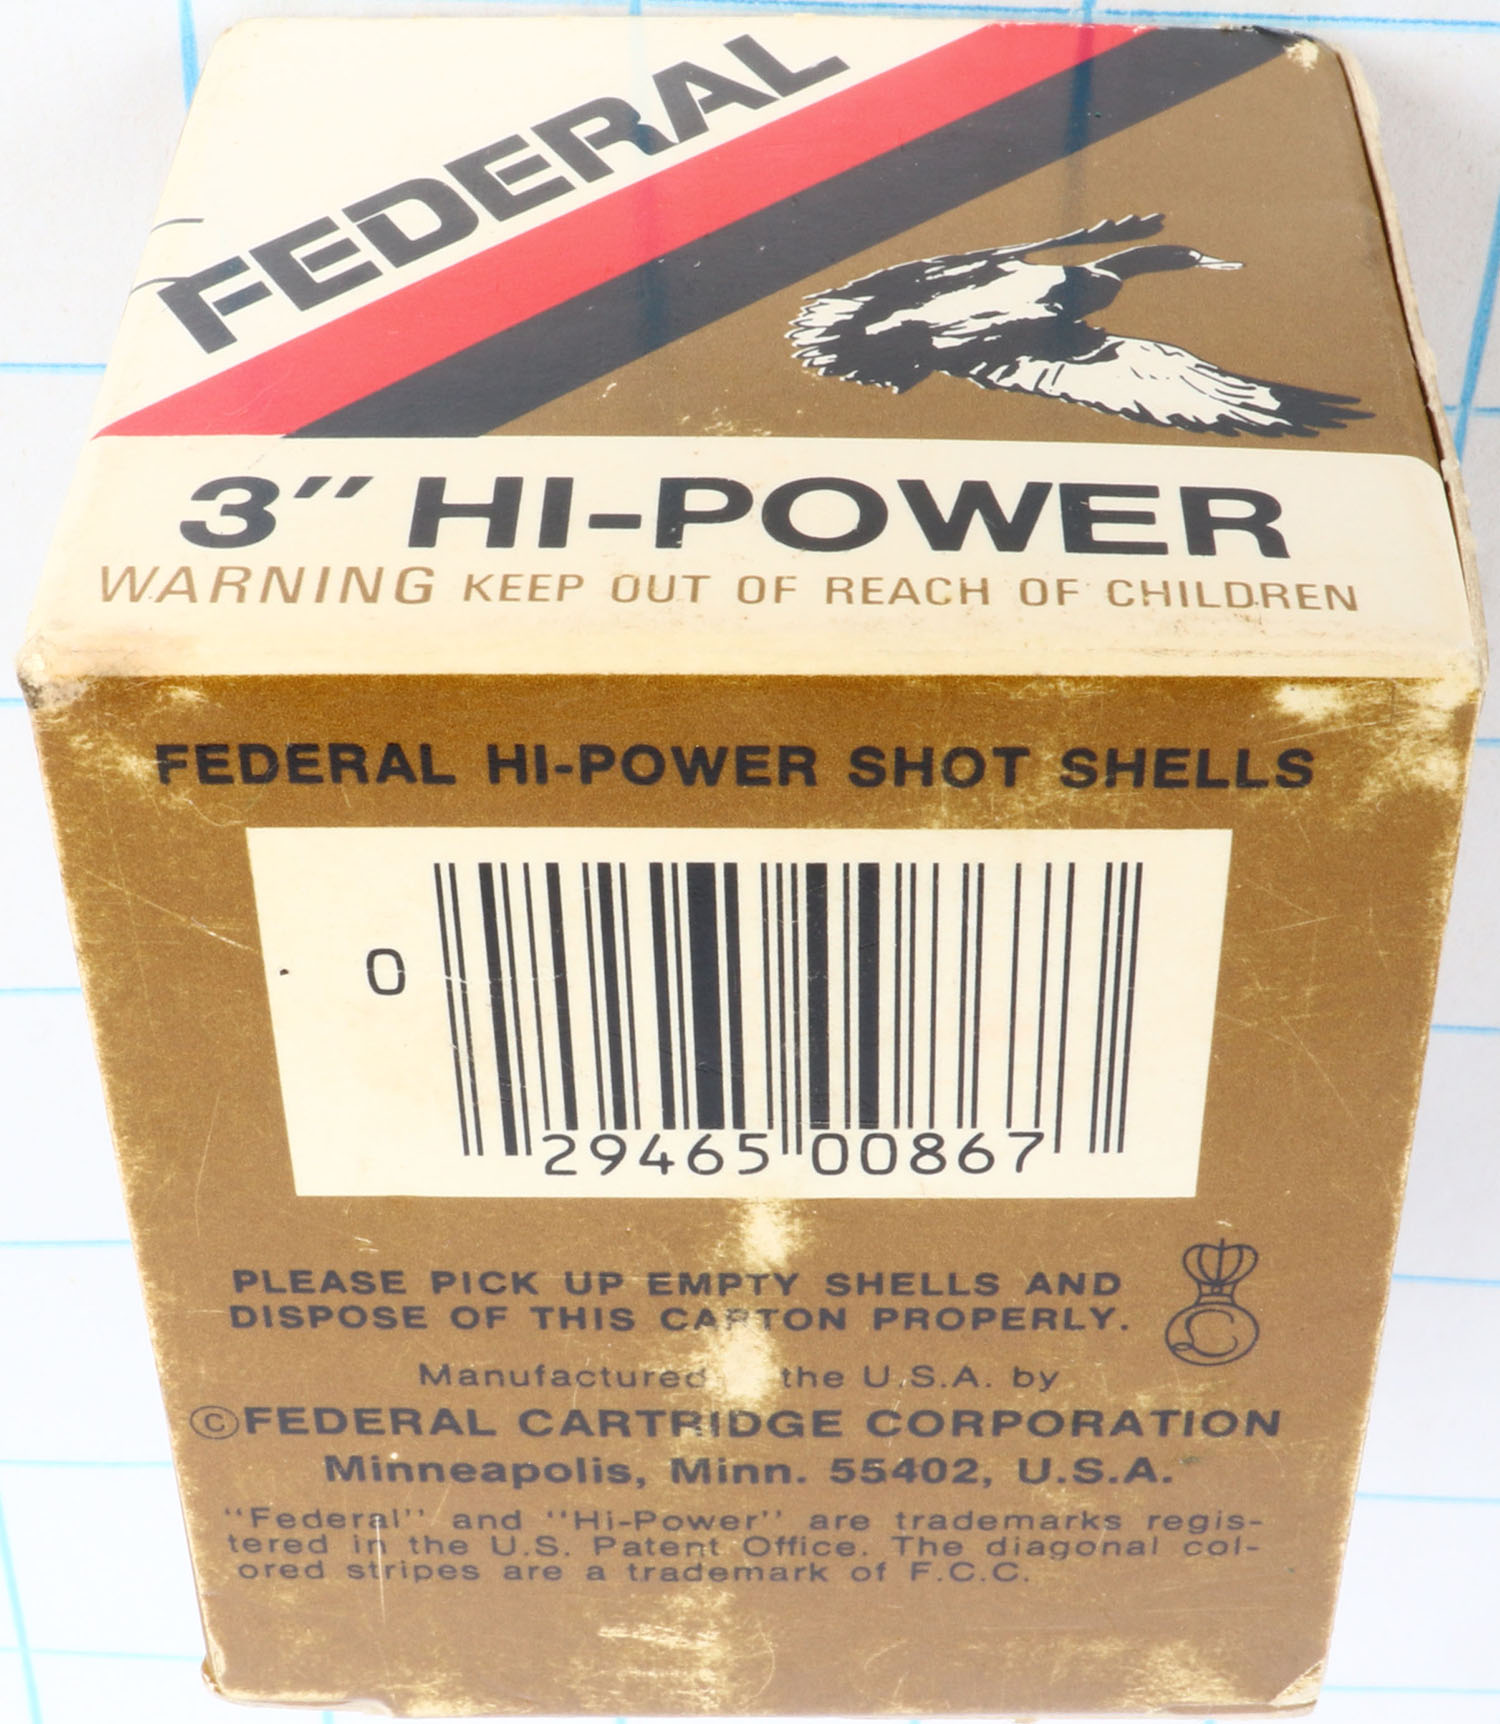 FEDERAL
3" HI-POWER
WARNING KEEP OUT OF REACH OF CHILDREN
FEDERAL HI-POWER SHOT SHELLS
0
29465 00867
PLEASE PICK UP EMPTY SHELLS AND
DISPOSE OF THIS CARTON PROPERLY.
Manufactured the U.S.A. by
©FEDERAL CARTRIDGE CORPORATION
Minneapolis, Minn. 55402, U.S.A.
"Federal" and "Hi-Power" are trademarks regis-
tered in the U.S. Patent Office. The diagonal col-
ored stripes are a trademark of F.C.C.